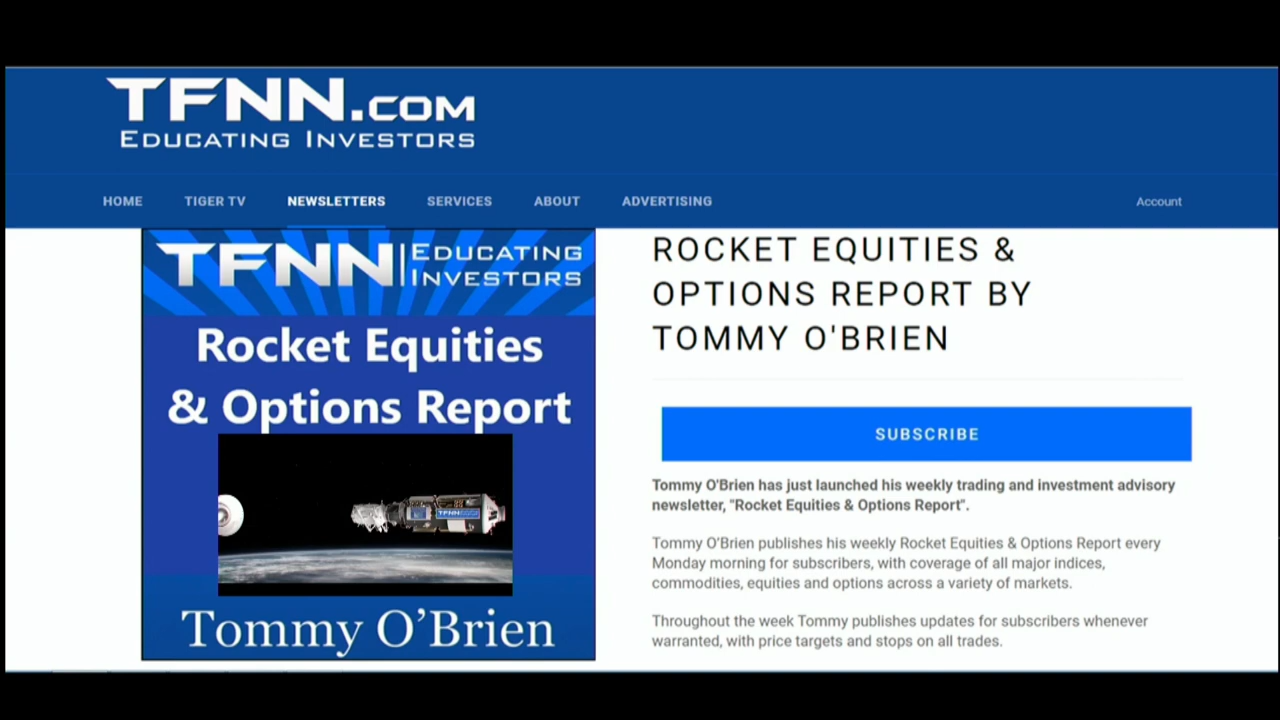 TFNN.COM
EDUCATING INVESTORS
HOME TIGER TV NEWSLETTERS SERVICES ABOUT ADVERTISING Account
TFNN EDUCATING
INVESTORS
Rocket Equities
& Options Report
TFNN
Tommy O’Brien
ROCKET EQUITIES &
OPTIONS REPORT BY
TOMMY O'BRIEN
SUBSCRIBE
Tommy O'Brien has just launched his weekly trading and investment advisory
newsletter, "Rocket Equities & Options Report".
Tommy O'Brien publishes his weekly Rocket Equities & Options Report every
Monday morning for subscribers, with coverage of all major indices,
commodities, equities and options across a variety of markets.
Throughout the week Tommy publishes updates for subscribers whenever
warranted, with price targets and stops on all trades.